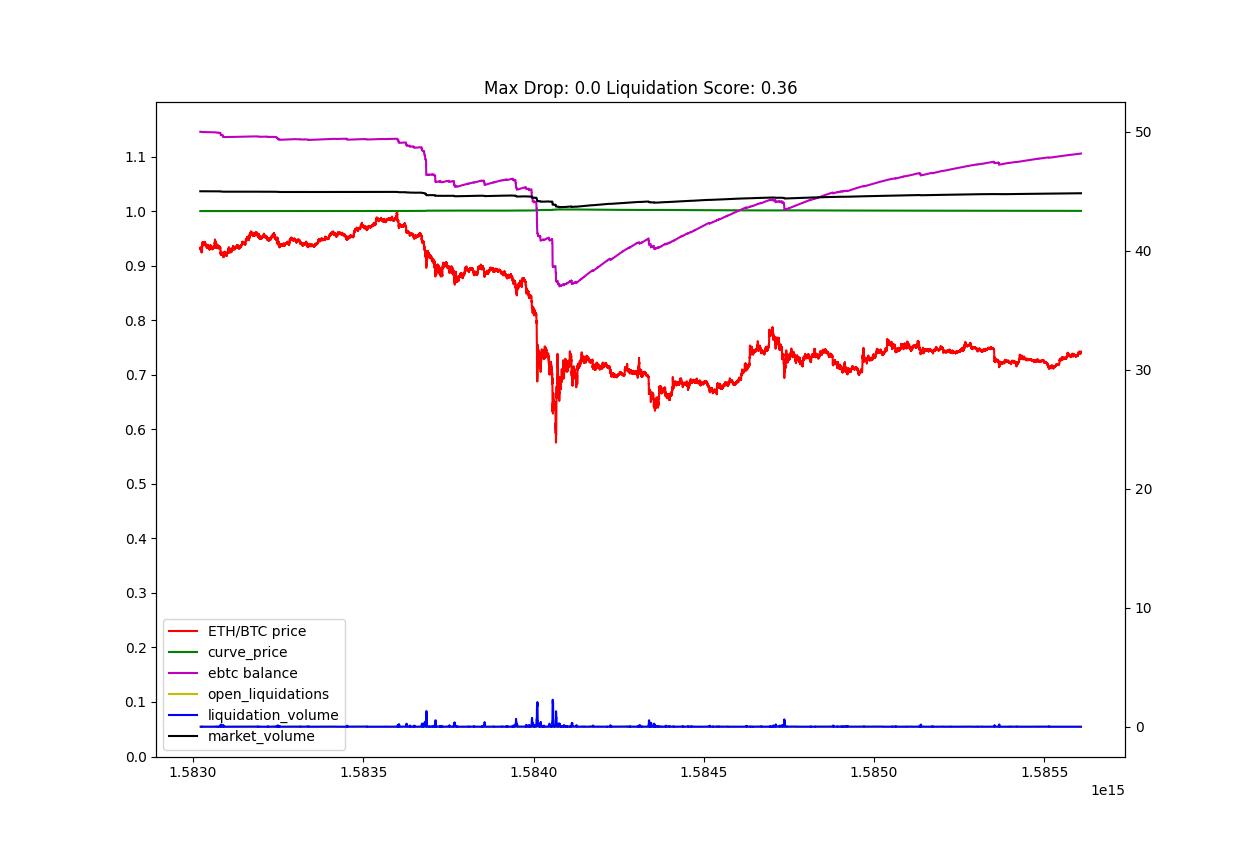 Max Drop: 0.0 Liquidation Score: 0.36
1.1
1.0
0.9
0.8
0.7
0.6
0.5
0.4
0.3
0.2
0.1
0.0
50
40
30
20
10
0
ETH/BTC price
curve_price
ebtc balance
open_liquidations
liquidation_volume
market_volume
1.5830 1.5835 1.5840 1.5845 1.5850 1.5855
1e15